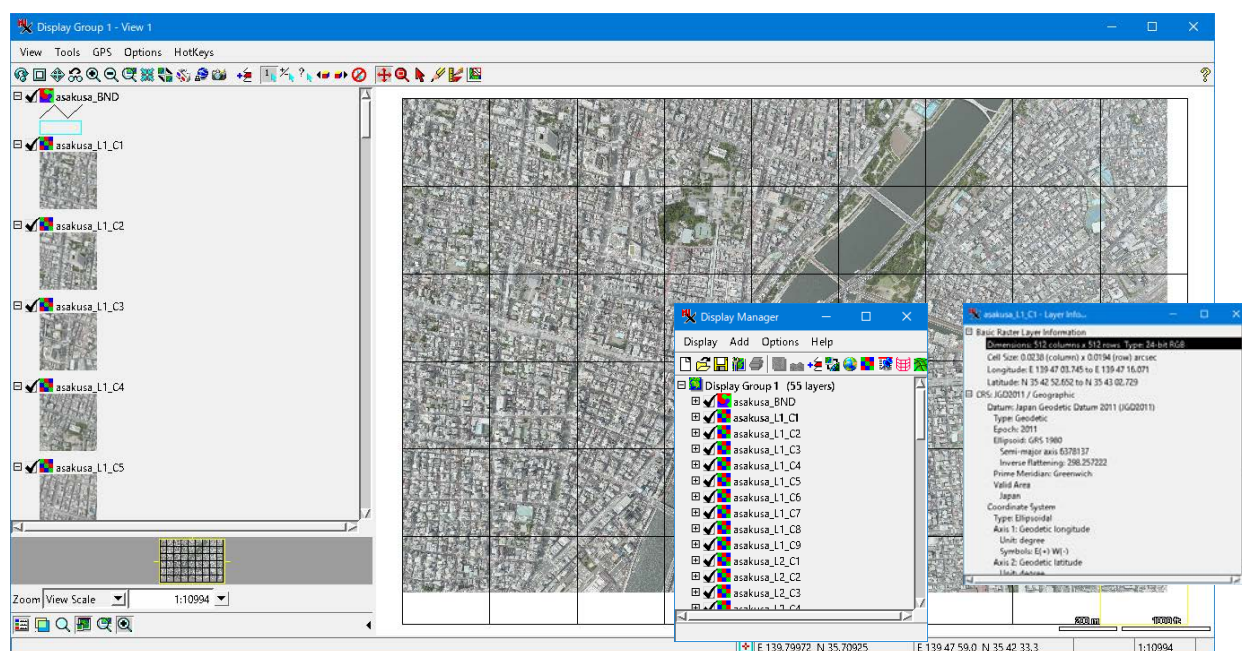 Display Group 1 - View 1
View Tools GPS Options HotKeys
asakusa_BND
asakusa_L1_C1
asakusa_L1_C2
asakusa_L1_C3
asakusa_L1_C4
asakusa_L1_C5
Zoom View Scale 1:10994
Display Manager
Display Add Options Help
Display Group 1 (55 layers)
asakusa_BND
asakusa_L1_C1
asakusa_L1_C2
asakusa_L1_C3
asakusa_L1_C4
asakusa_L1_C5
asakusa_L1_C6
asakusa_L1_C7
asakusa_L1_C8
asakusa_L1_C9
asakusa_L2_C1
asakusa_L2_C2
asakusa_L2_C3
asakusa_L2_C4
asakusa_L1_C1 - Layer Info...
Basic Raster Layer Information
Dimensions: 512 columns x 512 rows Type: 24-bit RGB
Cell Size: 0.0238 (column) x 0.0194 (row) arcsec
Longitude: E 139 47 03.745 to E 139 47 16.071
Latitude: N 35 42 52.652 to N 35 43 02.729
CRS: JGD2011 / Geographic
Datum: Japan Geodetic Datum 2011 (JGD2011)
Type: Geodetic
Epoch: 2011
Ellipsoid: GRS 1980
Semi-major axis 6378137
Inverse flattening: 298.257222
Prime Meridian: Greenwich
Valid Area
Japan
Coordinate System
Type: Ellipsoidal
Axis 1: Geodetic longitude
Unit: degree
Symbols: E(+) W(-)
Axis 2: Geodetic latitude
Unit: degree
200 m 1000 ft
E 139.79972 N 35.70925 E 139 47 59.0 N 35 42 33.3 1:10994